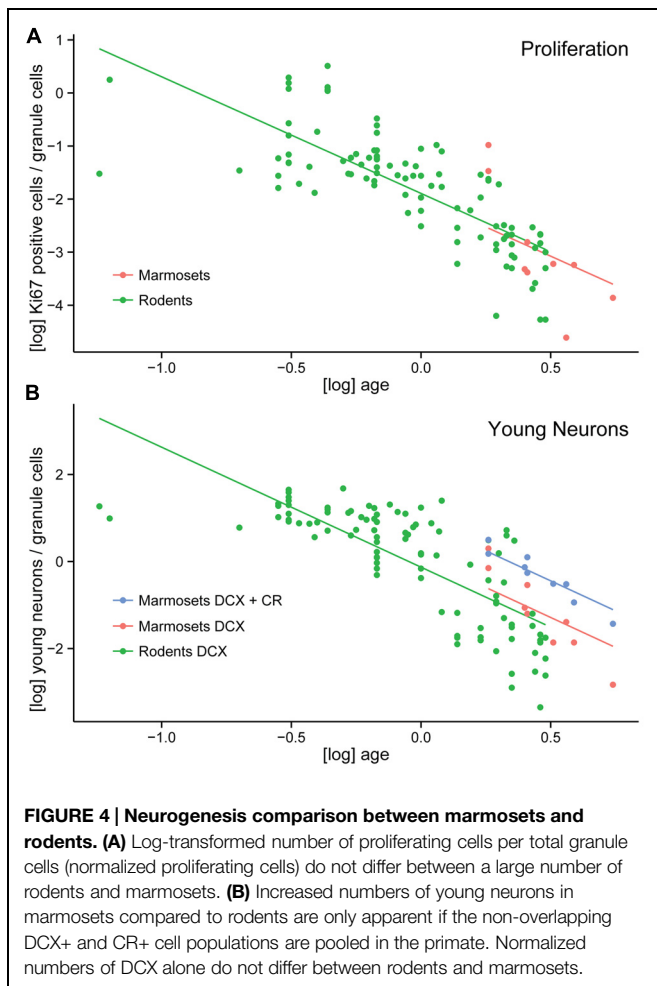 A
Proliferation
[log] Ki67 positive cells / granule cells
1
0
−1
−2
−3
−4
Marmosets
Rodents
−1.0
−0.5
0.0
0.5
[log] age
B
Young Neurons
[log] young neurons / granule cells
2
0
−2
Marmosets DCX + CR
Marmosets DCX
Rodents DCX
−1.0
−0.5
0.0
0.5
[log] age
FIGURE 4 | Neurogenesis comparison between marmosets and
rodents. (A) Log-transformed number of proliferating cells per total granule
cells (normalized proliferating cells) do not differ between a large number of
rodents and marmosets. (B) Increased numbers of young neurons in
marmosets compared to rodents are only apparent if the non-overlapping
DCX+ and CR+ cell populations are pooled in the primate. Normalized
numbers of DCX alone do not differ between rodents and marmosets.